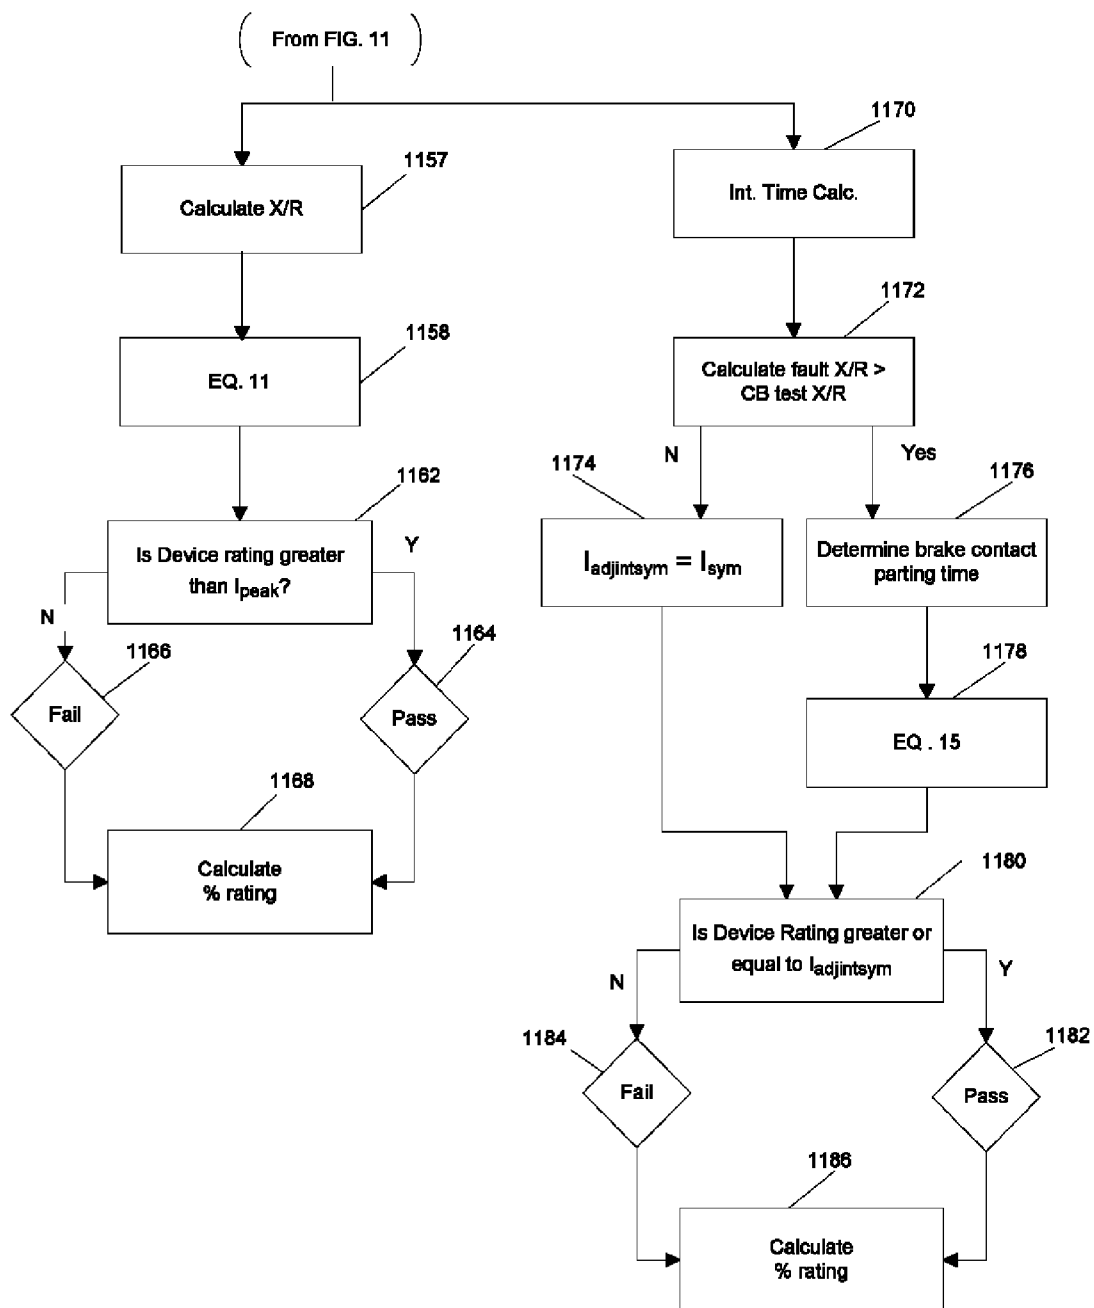 From FIG. 11
1170
1157
Calculate X/R
Int. Time Calc.
1172
1158
EQ. 11
Calculate fault X/R >
CB test X/R
N
Yes
1174
1176
1162
Is Device rating greater
than Ipeak?
Y
N
Iadjintsym = Isym
Determine brake contact
parting time
1166
1164
Fail
Pass
1178
EQ . 15
1168
Calculate
% rating
1180
Is Device Rating greater or
equal to Iadjintsym
N
Y
1184
1182
Fail
Pass
1186
Calculate
% rating